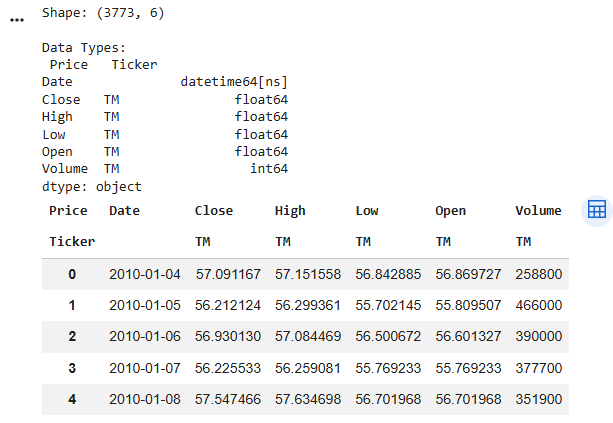 Shape: (3773, 6)
Data Types:
Price Ticker
Date datetime64[ns]
Close TM float64
High TM float64
Low TM float64
Open TM float64
Volume TM int64
dtype: object
Price Date Close High Low Open Volume
Ticker TM TM TM TM TM
0 2010-01-04 57.091167 57.151558 56.842885 56.869727 258800
1 2010-01-05 56.212124 56.299361 55.702145 55.809507 466000
2 2010-01-06 56.930130 57.084469 56.500672 56.601327 390000
3 2010-01-07 56.225533 56.259081 55.769233 55.769233 377700
4 2010-01-08 57.547466 57.634698 56.701968 56.701968 351900